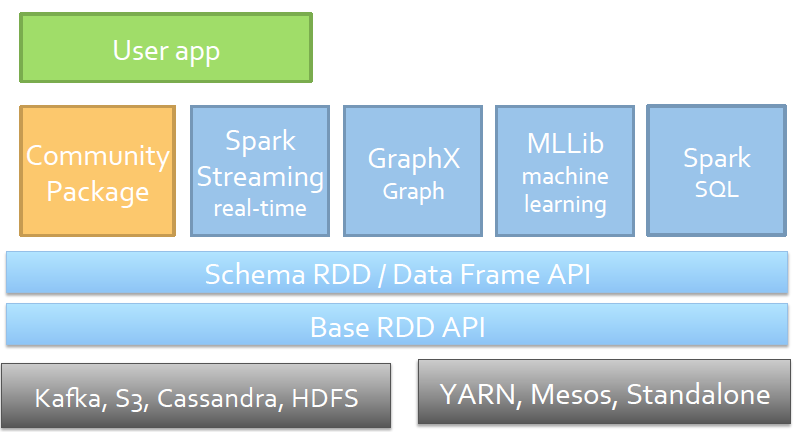 User app
Community
Package
Spark
Streaming
real-time
GraphX
Graph
MLLib
machine
learning
Spark
SQL
Schema RDD / Data Frame API
Base RDD API
Kafka, S3, Cassandra, HDFS
YARN, Mesos, Standalone